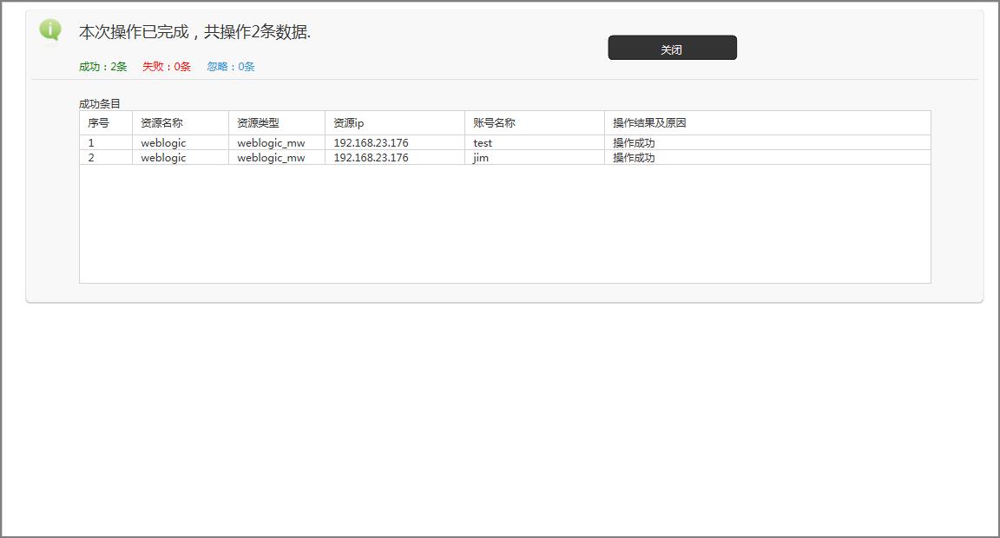 本次操作已完成，共操作2条数据.
关闭
成功：2条 失败：0条 忽略：0条
成功条目
序号 资源名称 资源类型 资源ip 账号名称 操作结果及原因
1 weblogic weblogic_mw 192.168.23.176 test 操作成功
2 weblogic weblogic_mw 192.168.23.176 jim 操作成功